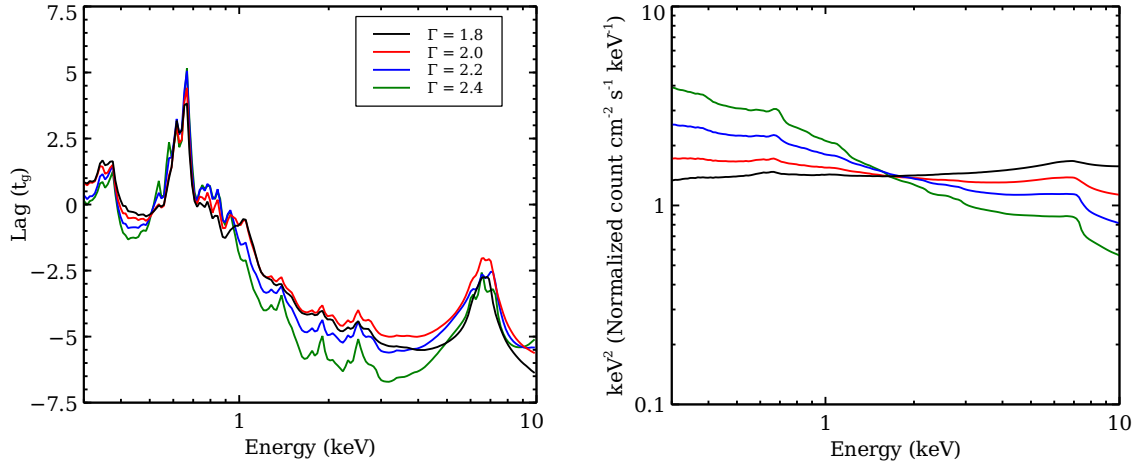 7.5
5
2.5
0
−2.5
−5
−7.5
1
10
Lag (tg)
Energy (keV)
Γ = 1.8
Γ = 2.0
Γ = 2.2
Γ = 2.4
10
1
0.1
1
10
keV² (Normalized count cm⁻² s⁻¹ keV⁻¹)
Energy (keV)